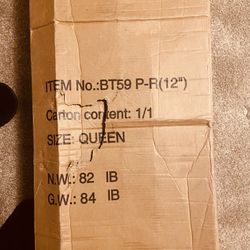 ITEM No.:BT59 P-R(12")
Carton content: 1/1
SIZE: QUEEN
N.W.: 82 IB
G.W.: 84 IB